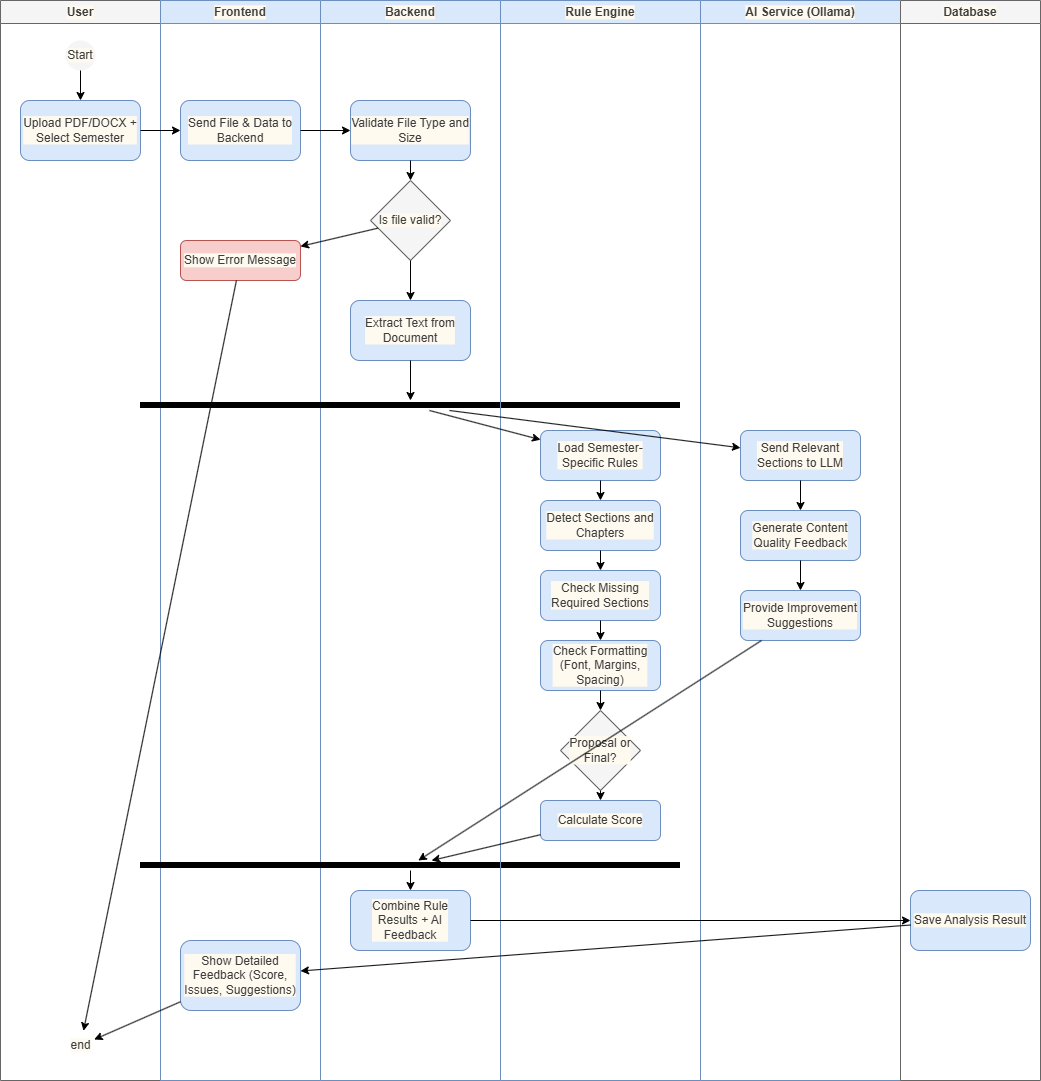 User
Frontend
Backend
Rule Engine
AI Service (Ollama)
Database
Start
Upload PDF/DOCX +
Select Semester
Send File & Data to
Backend
Validate File Type and
Size
Is file valid?
Show Error Message
Extract Text from
Document
Load Semester-
Specific Rules
Send Relevant
Sections to LLM
Detect Sections and
Chapters
Generate Content
Quality Feedback
Check Missing
Required Sections
Provide Improvement
Suggestions
Check Formatting
(Font, Margins,
Spacing)
Proposal or
Final?
Calculate Score
Combine Rule
Results + AI
Feedback
Save Analysis Result
Show Detailed
Feedback (Score,
Issues, Suggestions)
end